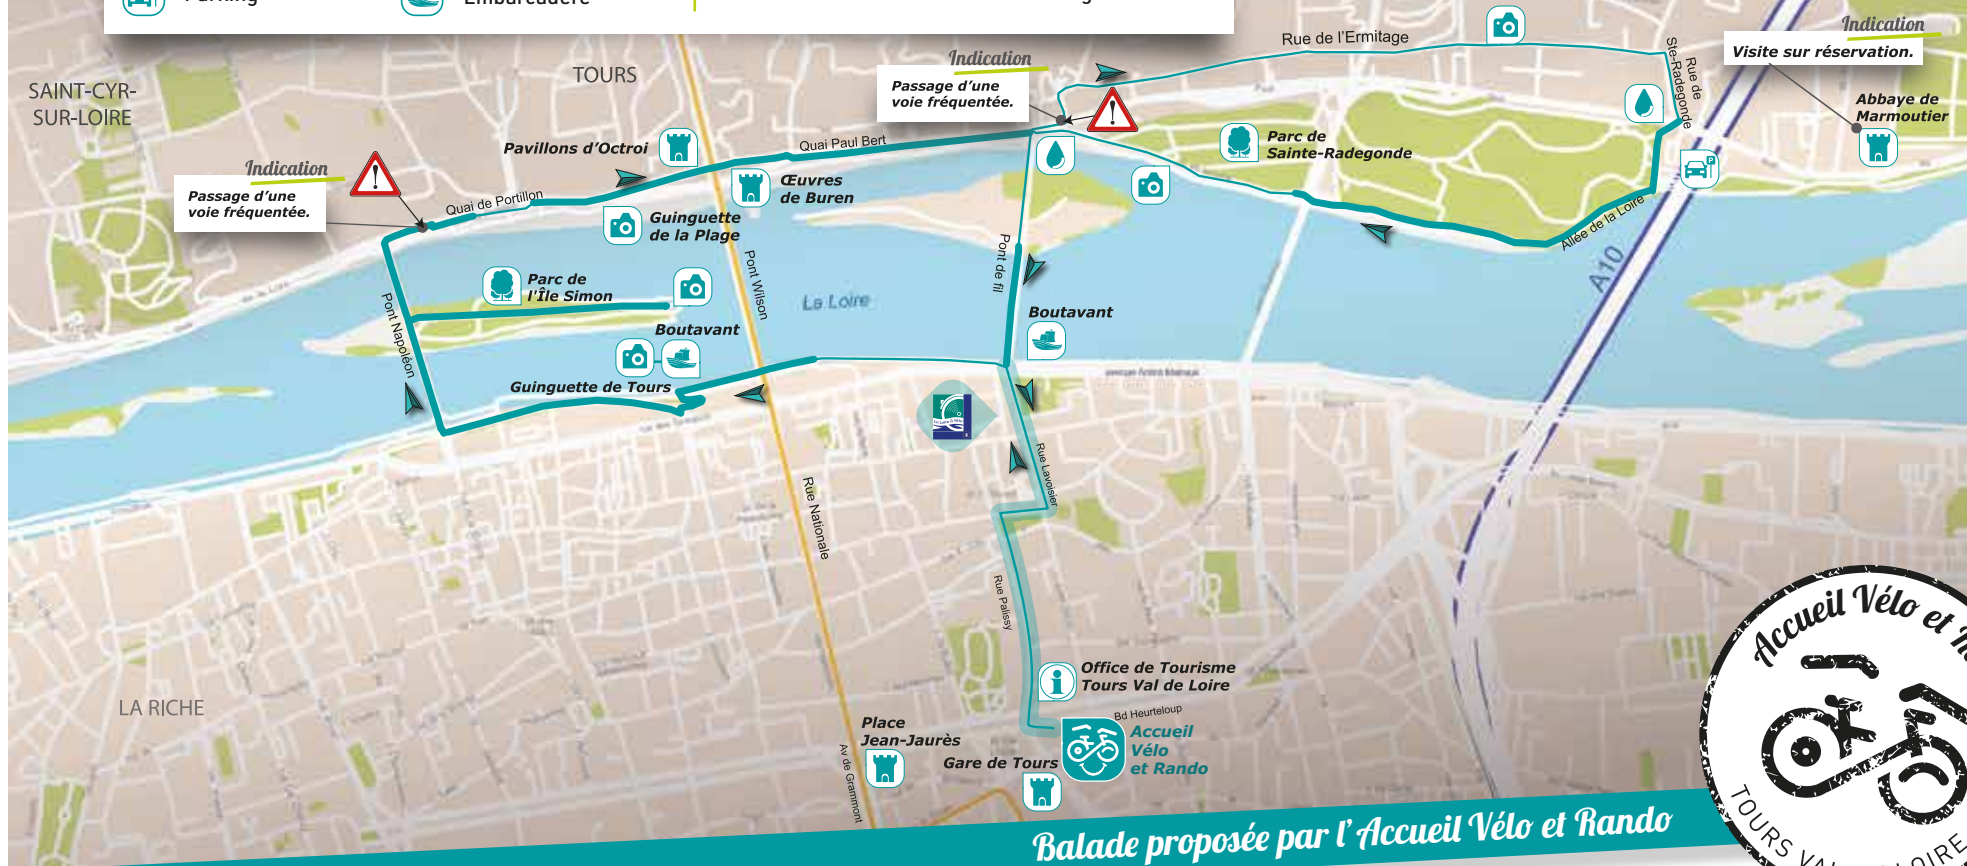 Parking
Embarcadère
Indication
Visite sur réservation.
Abbaye de
Marmoutier
Rue de l'Ermitage
Rue de
Ste-Radegonde
Indication
Passage d'une
voie fréquentée.
TOURS
SAINT-CYR-
SUR-LOIRE
Pavillons d'Octroi
Quai Paul Bert
Parc de
Sainte-Radegonde
Indication
Passage d'une
voie fréquentée.
Quai de Portillon
Œuvres
de Buren
Guinguette
de la Plage
Allée de la Loire
A10
Pont de fil
Pont Wilson
La Loire
Parc de
l'Île Simon
Pont Napoléon
Boutavant
Boutavant
Guinguette de Tours
Rue Lavoisier
Rue Nationale
Rue Palissy
LA RICHE
Office de Tourisme
Tours Val de Loire
Bd Heurteloup
Place
Jean-Jaurès
Av de Grammont
Gare de Tours
Accueil
Vélo
et Rando
Balade proposée par l'Accueil Vélo et Rando
Accueil Vélo et
TOURS VAL LOIRE